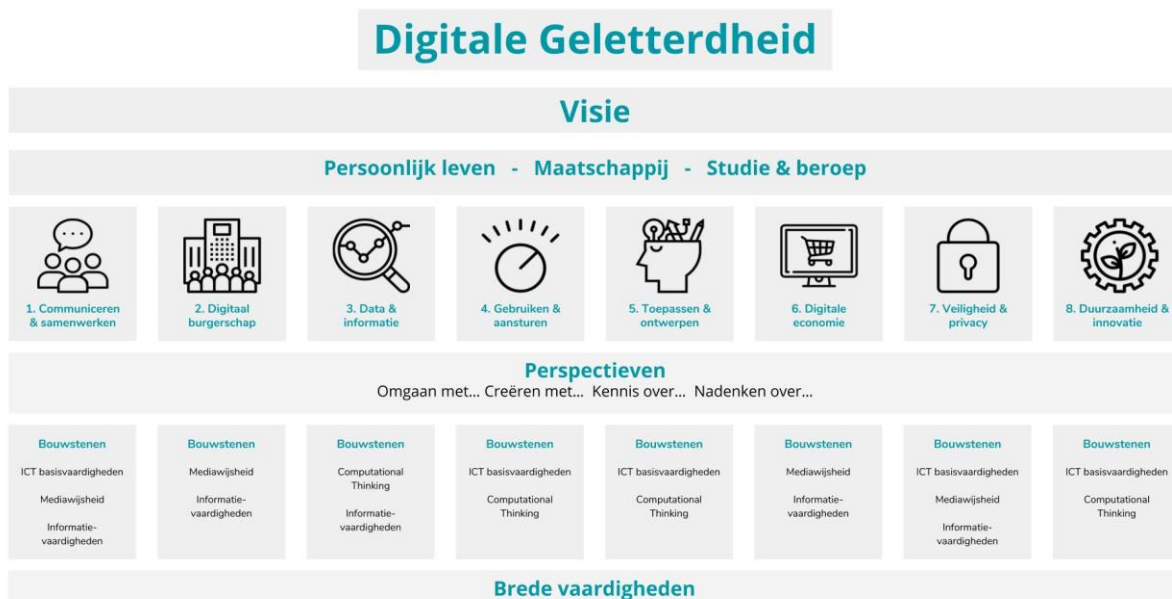 Digitale Geletterdheid
Visie
Persoonlijk leven - Maatschappij - Studie & beroep
1. Communiceren
& samenwerken
2. Digitaal
burgerschap
3. Data &
informatie
4. Gebruiken &
aansturen
5. Toepassen &
ontwerpen
6. Digitale
economie
7. Veiligheid &
privacy
8. Duurzaamheid &
innovatie
Perspectieven
Omgaan met... Creëren met... Kennis over... Nadenken over...
Bouwstenen
ICT basisvaardigheden
Mediawijsheid
Informatie-
vaardigheden
Bouwstenen
Mediawijsheid
Informatie-
vaardigheden
Bouwstenen
Computational
Thinking
Informatie-
vaardigheden
Bouwstenen
ICT basisvaardigheden
Computational
Thinking
Bouwstenen
ICT basisvaardigheden
Computational
Thinking
Bouwstenen
Mediawijsheid
Informatie-
vaardigheden
Bouwstenen
ICT basisvaardigheden
Mediawijsheid
Informatie-
vaardigheden
Bouwstenen
ICT basisvaardigheden
Computational
Thinking
Brede vaardigheden